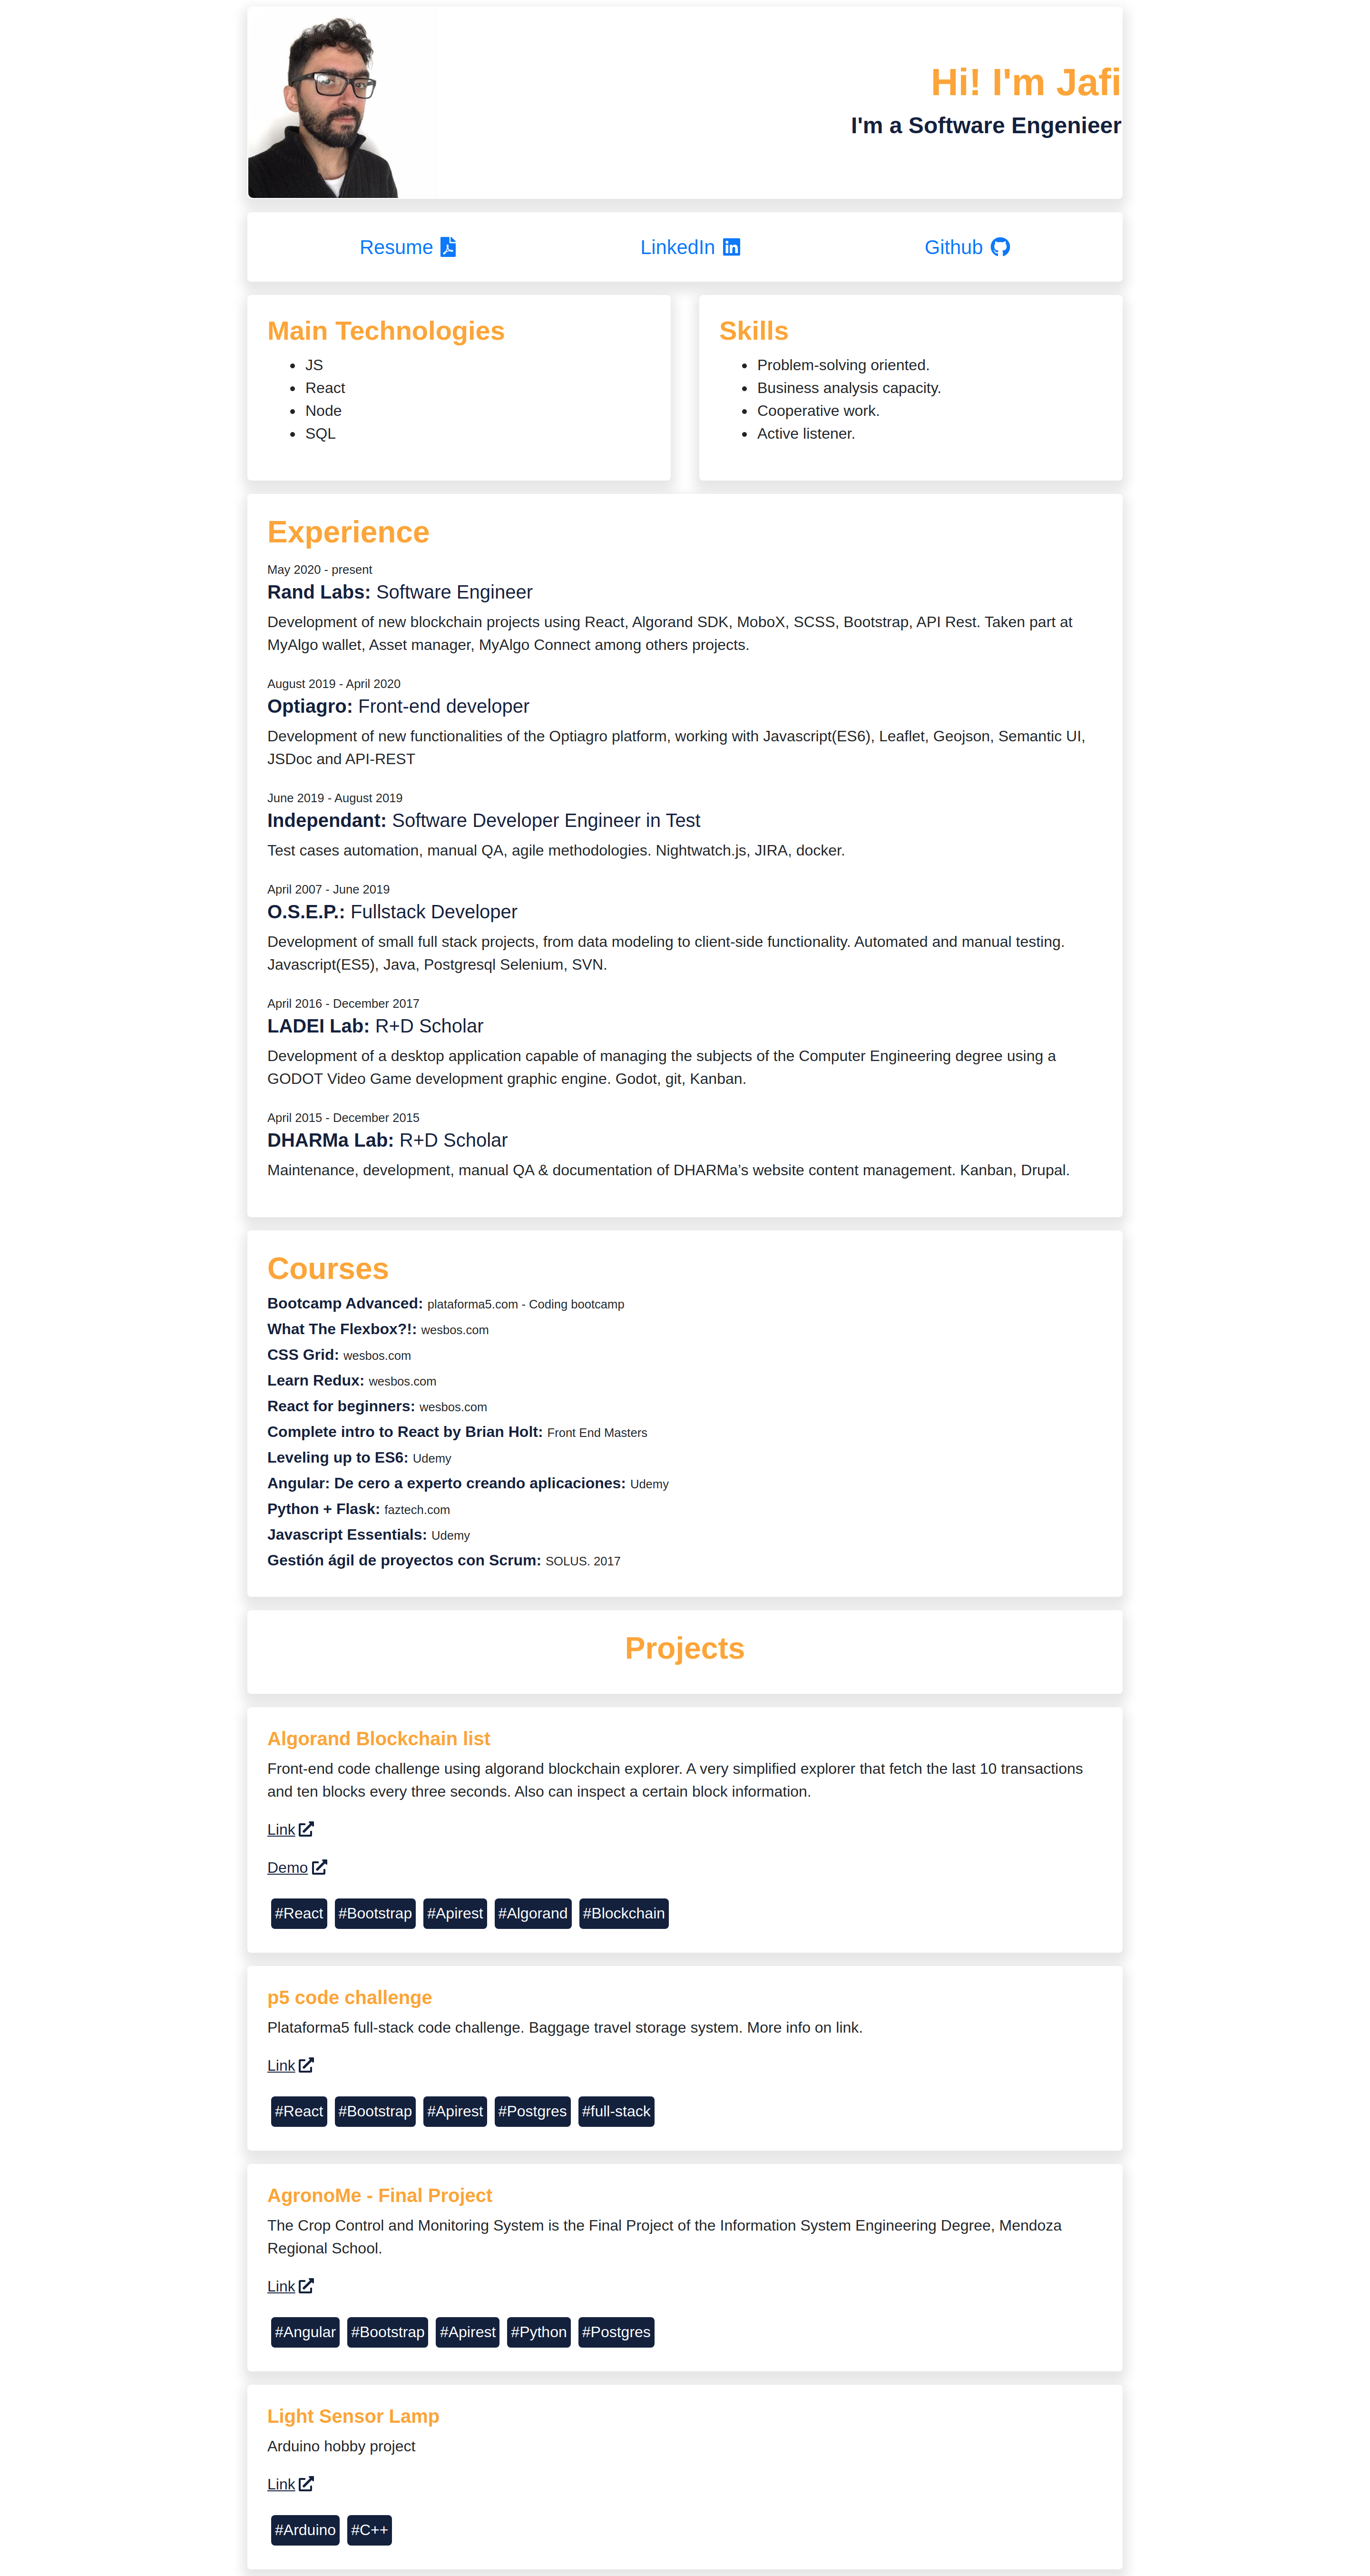 Hi! I'm Jafi
I'm a Software Engenieer
Resume
LinkedIn
Github
Main Technologies
JS
React
Node
SQL
Skills
Problem-solving oriented.
Business analysis capacity.
Cooperative work.
Active listener.
Experience
May 2020 - present
Rand Labs: Software Engineer
Development of new blockchain projects using React, Algorand SDK, MoboX, SCSS, Bootstrap, API Rest. Taken part at
MyAlgo wallet, Asset manager, MyAlgo Connect among others projects.
August 2019 - April 2020
Optiagro: Front-end developer
Development of new functionalities of the Optiagro platform, working with Javascript(ES6), Leaflet, Geojson, Semantic UI,
JSDoc and API-REST
June 2019 - August 2019
Independant: Software Developer Engineer in Test
Test cases automation, manual QA, agile methodologies. Nightwatch.js, JIRA, docker.
April 2007 - June 2019
O.S.E.P.: Fullstack Developer
Development of small full stack projects, from data modeling to client-side functionality. Automated and manual testing.
Javascript(ES5), Java, Postgresql Selenium, SVN.
April 2016 - December 2017
LADEI Lab: R+D Scholar
Development of a desktop application capable of managing the subjects of the Computer Engineering degree using a
GODOT Video Game development graphic engine. Godot, git, Kanban.
April 2015 - December 2015
DHARMa Lab: R+D Scholar
Maintenance, development, manual QA & documentation of DHARMa’s website content management. Kanban, Drupal.
Courses
Bootcamp Advanced: plataforma5.com - Coding bootcamp
What The Flexbox?!: wesbos.com
CSS Grid: wesbos.com
Learn Redux: wesbos.com
React for beginners: wesbos.com
Complete intro to React by Brian Holt: Front End Masters
Leveling up to ES6: Udemy
Angular: De cero a experto creando aplicaciones: Udemy
Python + Flask: faztech.com
Javascript Essentials: Udemy
Gestión ágil de proyectos con Scrum: SOLUS. 2017
Projects
Algorand Blockchain list
Front-end code challenge using algorand blockchain explorer. A very simplified explorer that fetch the last 10 transactions
and ten blocks every three seconds. Also can inspect a certain block information.
Link
Demo
#React #Bootstrap #Apirest #Algorand #Blockchain
p5 code challenge
Plataforma5 full-stack code challenge. Baggage travel storage system. More info on link.
Link
#React #Bootstrap #Apirest #Postgres #full-stack
AgronoMe - Final Project
The Crop Control and Monitoring System is the Final Project of the Information System Engineering Degree, Mendoza
Regional School.
Link
#Angular #Bootstrap #Apirest #Python #Postgres
Light Sensor Lamp
Arduino hobby project
Link
#Arduino #C++